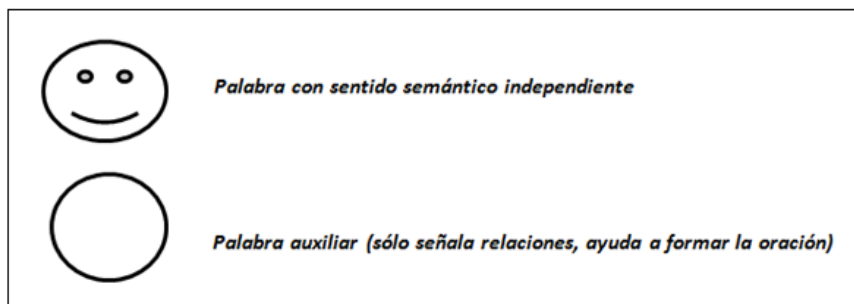 Palabra con sentido semántico independiente
Palabra auxiliar (sólo señala relaciones, ayuda a formar la oración)